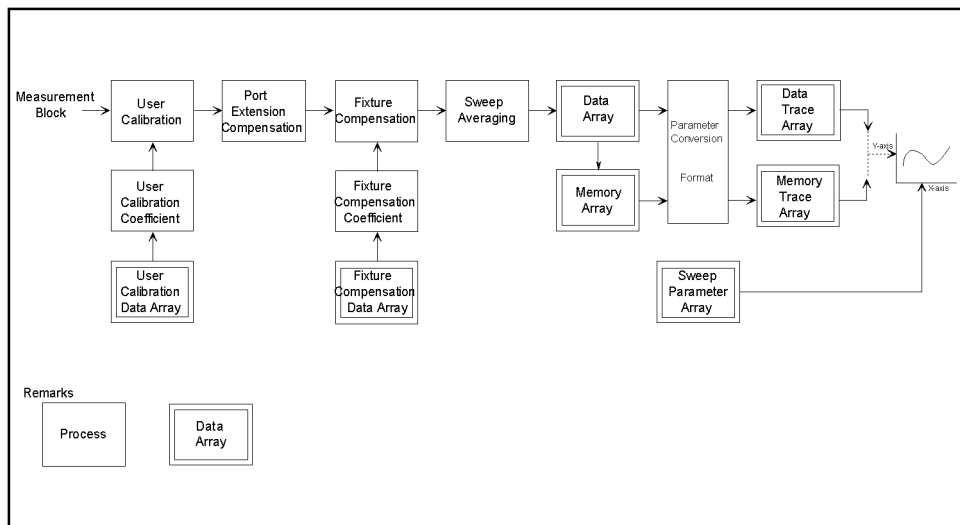 Measurement
Block
User
Calibration
Port
Extension
Compensation
Fixture
Compensation
Sweep
Averaging
Data
Array
Parameter
Conversion
Format
Data
Trace
Array
Y-axis
X-axis
User
Calibration
Coefficient
Fixture
Compensation
Coefficient
Memory
Array
Memory
Trace
Array
User
Calibration
Data Array
Fixture
Compensation
Data Array
Sweep
Parameter
Array
Remarks
Process
Data
Array